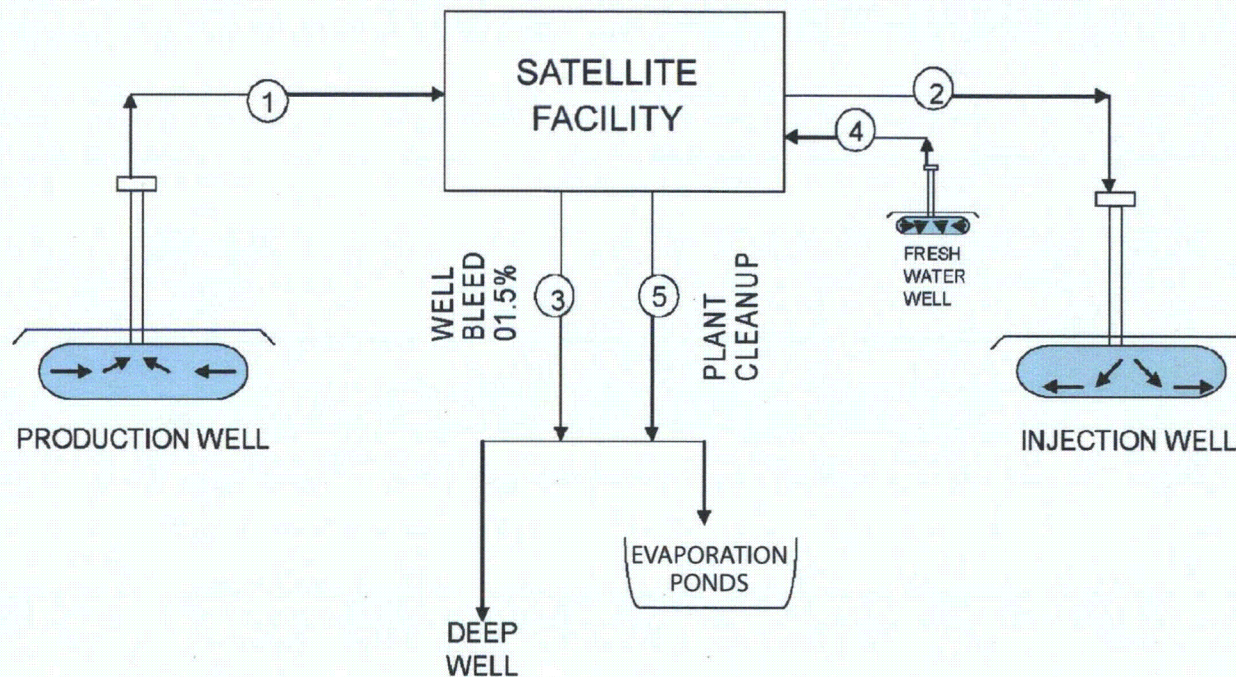 SATELLITE
FACILITY
1
2
4
FRESH
WATER
WELL
WELL
BLEED
01.5%
3
5
PLANT
CLEANUP
PRODUCTION WELL
INJECTION WELL
EVAPORATION
PONDS
DEEP
WELL